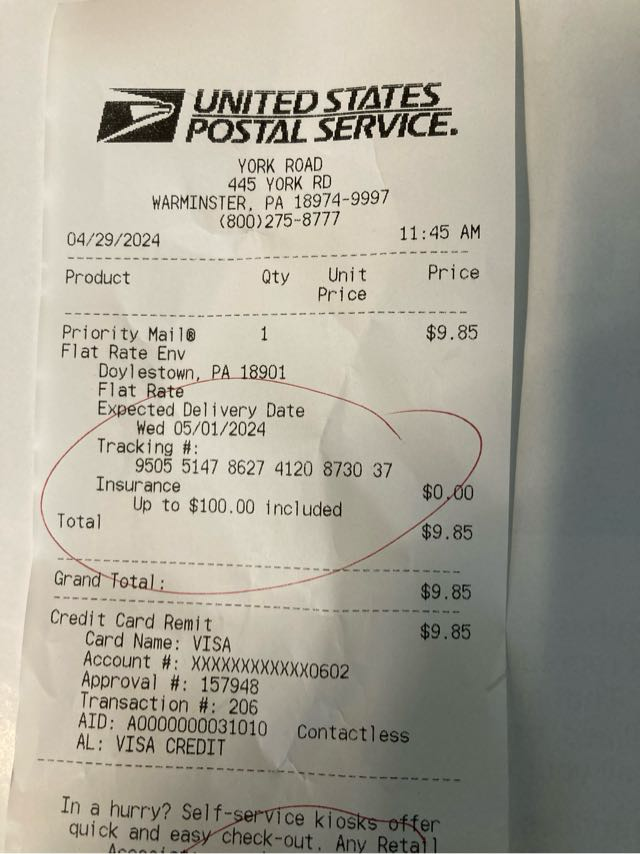 UNITED STATES
POSTAL SERVICE.
YORK ROAD
445 YORK RD
WARMINSTER, PA 18974-9997
(800)275-8777
04/29/2024 11:45 AM
Product Qty Unit Price
Price
Priority Mail® 1 $9.85
Flat Rate Env
Doylestown, PA 18901
Flat Rate
Expected Delivery Date
Wed 05/01/2024
Tracking #:
9505 5147 8627 4120 8730 37
Insurance $0.00
Up to $100.00 included
Total $9.85
Grand Total: $9.85
Credit Card Remit $9.85
Card Name: VISA
Account #: XXXXXXXXXXXX0602
Approval #: 157948
Transaction #: 206
AID: A0000000031010 Contactless
AL: VISA CREDIT
In a hurry? Self-service kiosks offer
quick and easy check-out. Any Retail